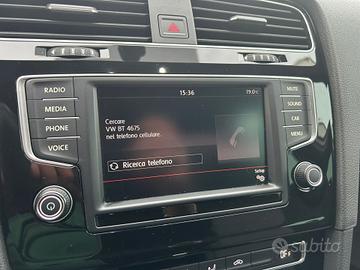 RADIO
MEDIA
PHONE
VOICE
15:36
19.0°C
Cercare
VW BT 4675
nel telefono cellulare.
Ricerca telefono
Setup
MUTE
SOUND
CAR
MENU
OFF
subito